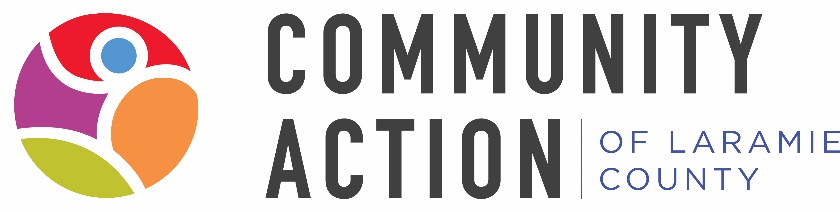 COMMUNITY
ACTION
OF LARAMIE
COUNTY